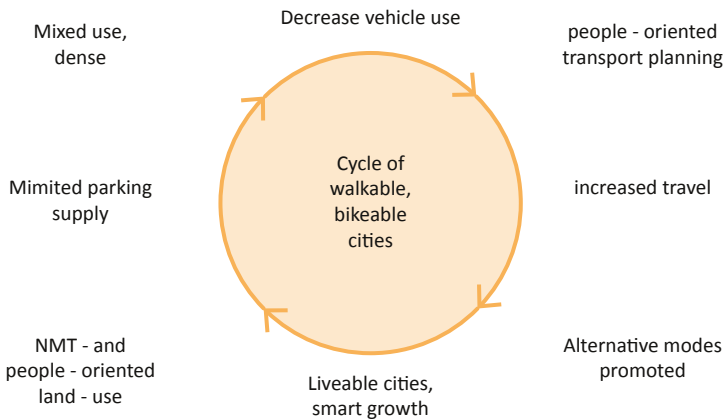 Decrease vehicle use
Mixed use,
dense
people - oriented
transport planning
Cycle of
walkable,
bikeable
cities
Mimited parking
supply
increased travel
NMT - and
people - oriented
land - use
Liveable cities,
smart growth
Alternative modes
promoted